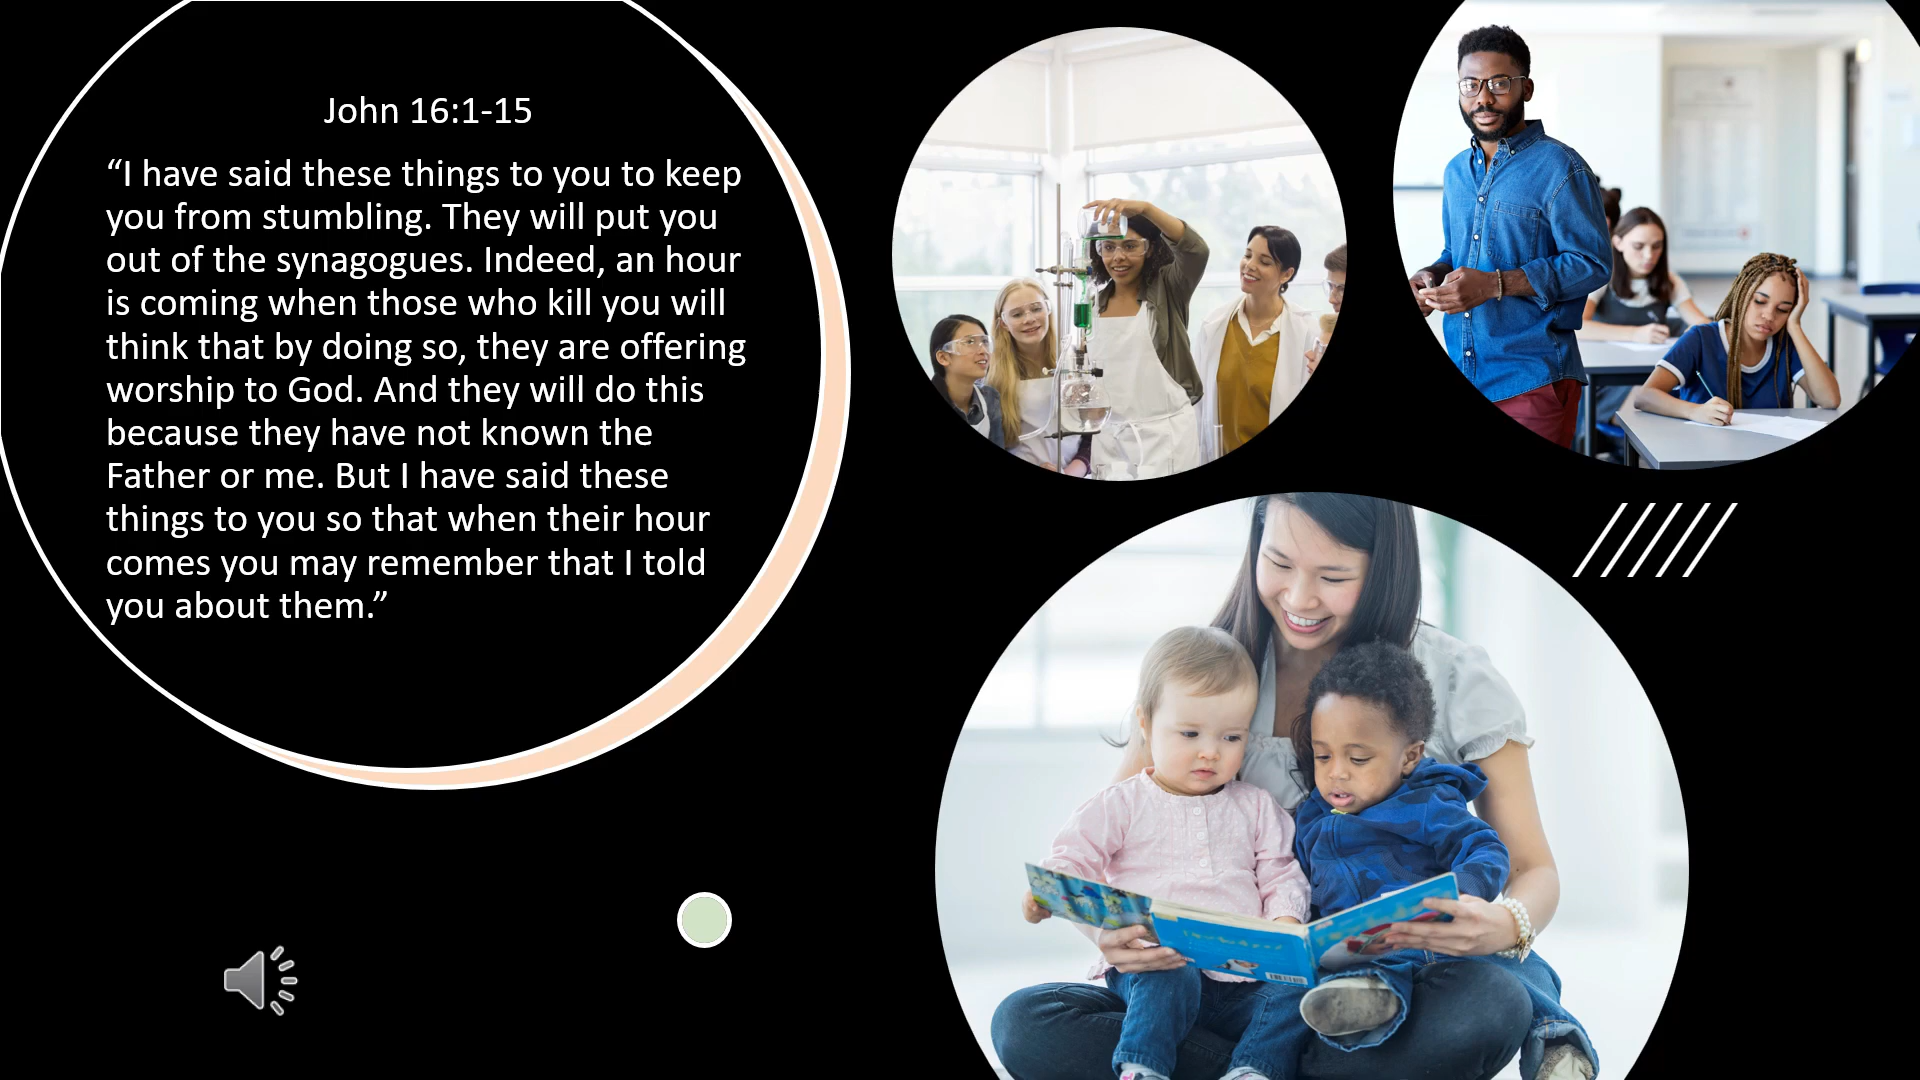 John 16:1-15
“I have said these things to you to keep
you from stumbling. They will put you
out of the synagogues. Indeed, an hour
is coming when those who kill you will
think that by doing so, they are offering
worship to God. And they will do this
because they have not known the
Father or me. But I have said these
things to you so that when their hour
comes you may remember that I told
you about them.”